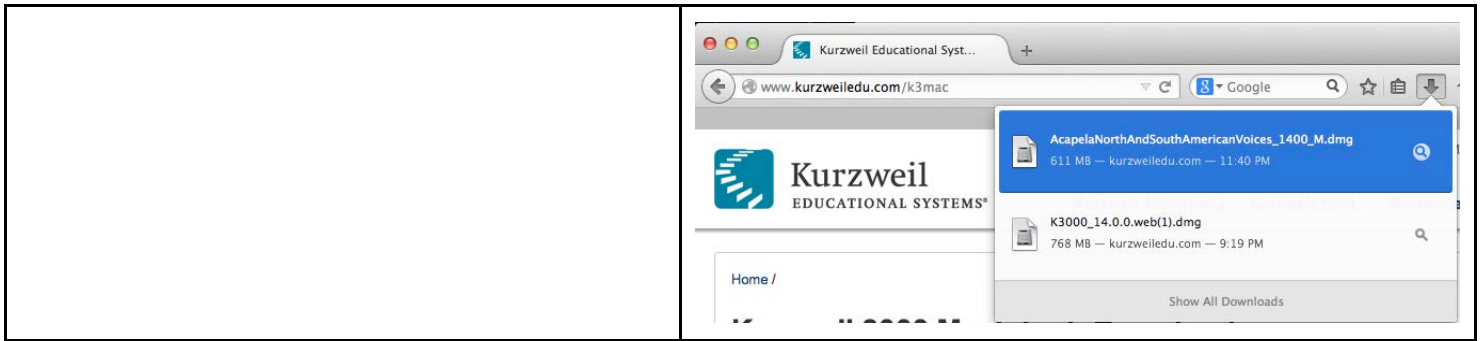 Kurzweil Educational Syst...
www.kurzweiledu.com/k3mac
Google
AcapelaNorthAndSouthAmericanVoices_1400_M.dmg
611 MB — kurzweiledu.com — 11:40 PM
Kurzweil
EDUCATIONAL SYSTEMS®
K3000_14.0.0.web(1).dmg
768 MB — kurzweiledu.com — 9:19 PM
Home /
Show All Downloads